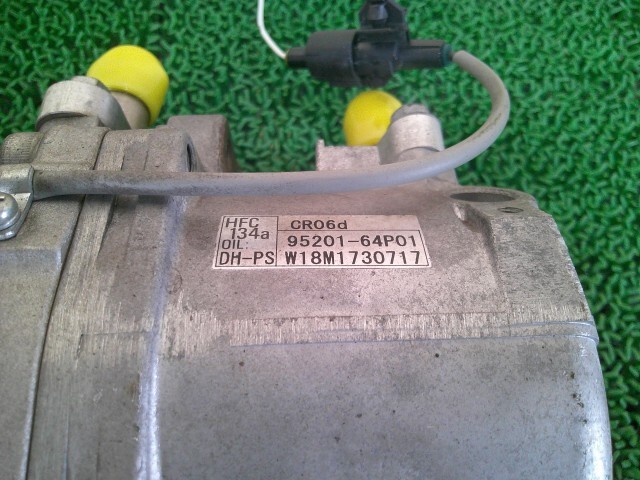 HFC
134a
OIL:
DH-PS
CR06d
95201-64P01
W18M1730717